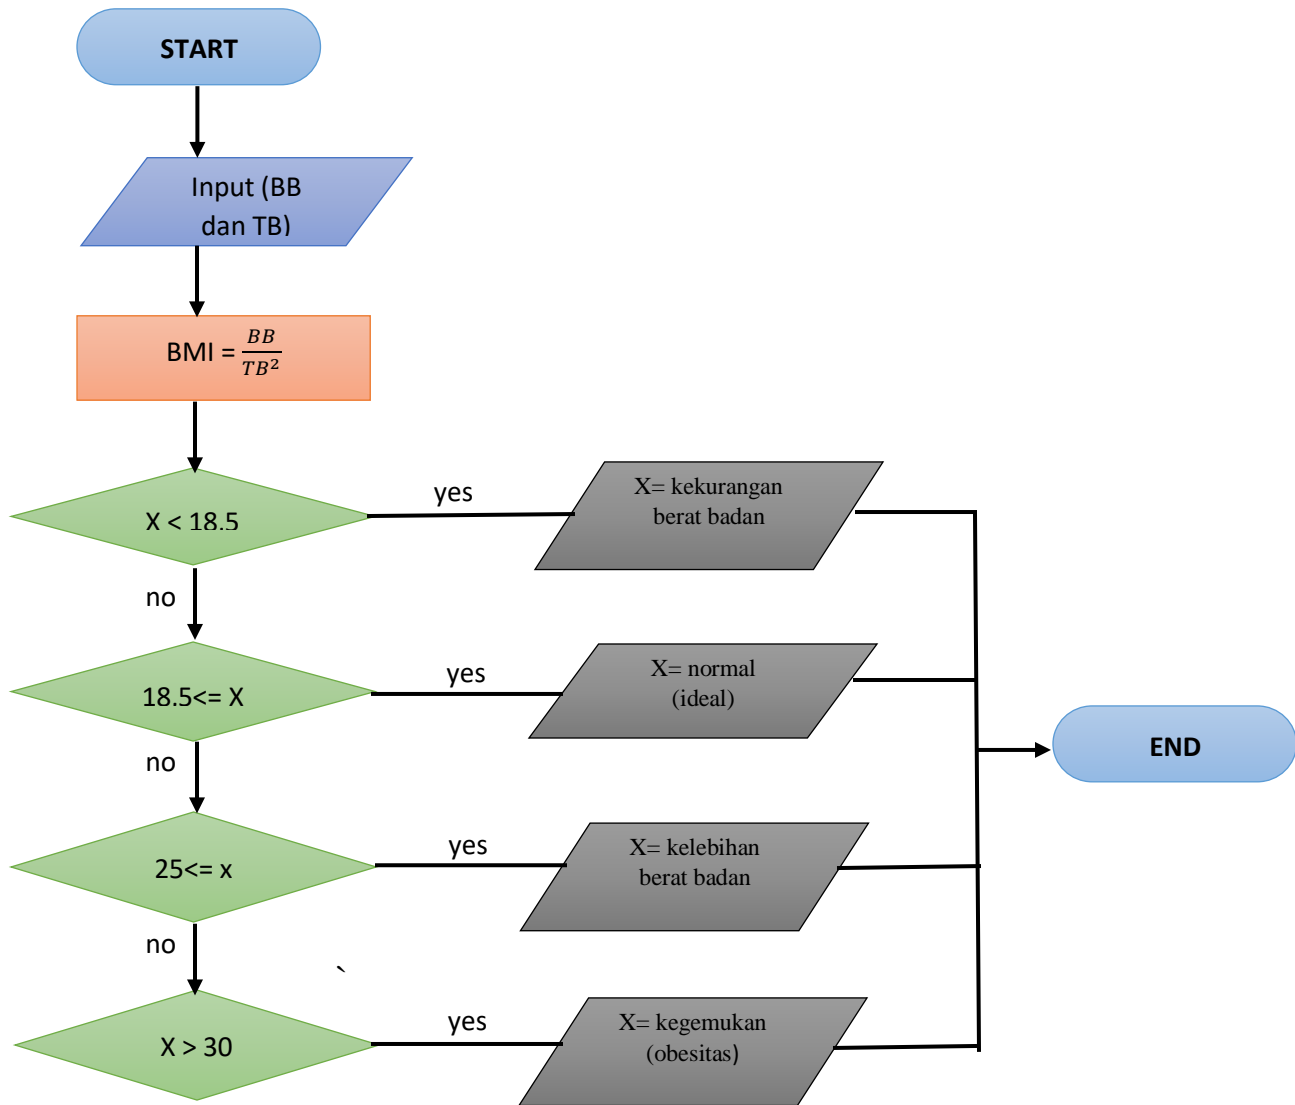 START
Input (BB
dan TB)
BMI = BB/TB²
X < 18.5
yes
X= kekurangan
berat badan
no
18.5<= X
yes
X= normal
(ideal)
END
no
25<= x
yes
X= kelebihan
berat badan
no
`
X > 30
yes
X= kegemukan
(obesitas)